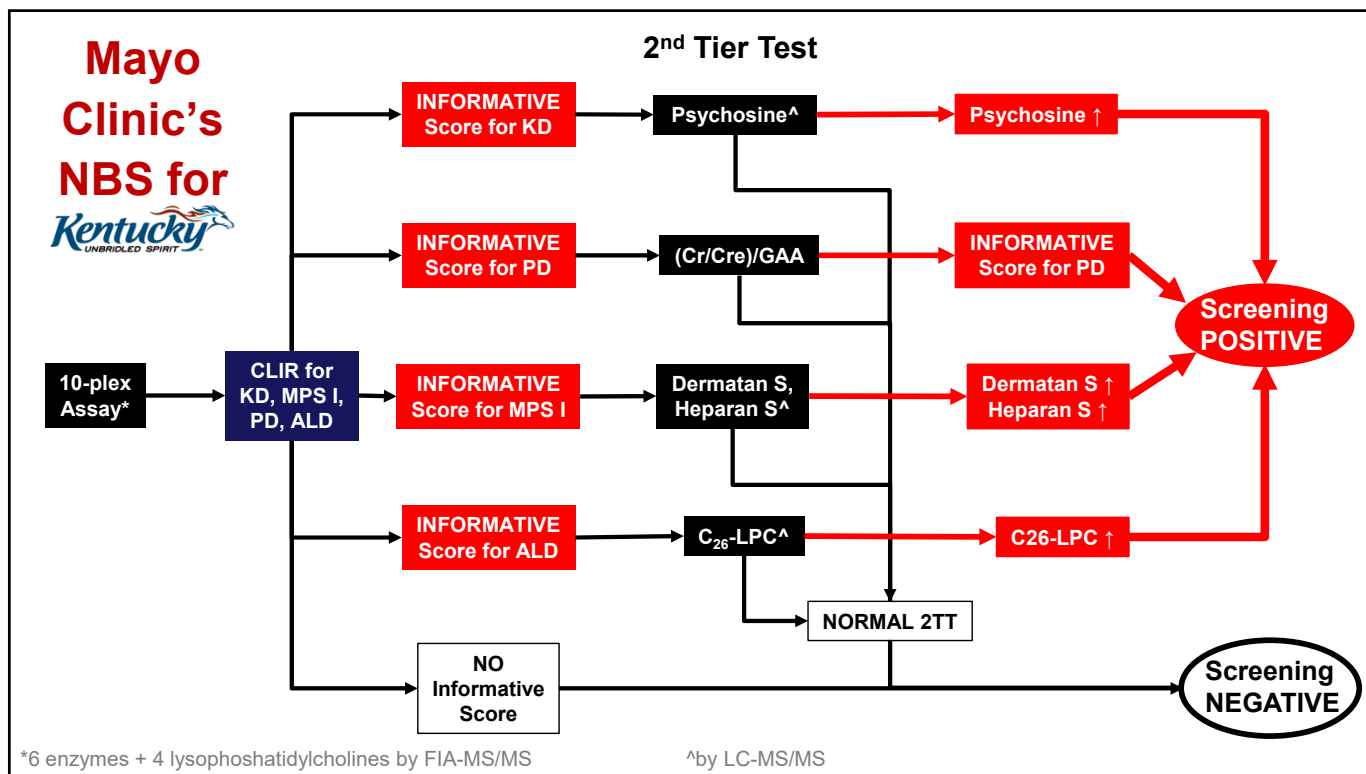 Mayo
Clinic's
NBS for
Kentucky
UNBRIDLED SPIRIT™
2nd Tier Test
INFORMATIVE
Score for KD
Psychosine^
Psychosine ↑
INFORMATIVE
Score for PD
(Cr/Cre)/GAA
INFORMATIVE
Score for PD
Screening
POSITIVE
10-plex
Assay*
CLIR for
KD, MPS I,
PD, ALD
INFORMATIVE
Score for MPS I
Dermatan S,
Heparan S^
Dermatan S ↑
Heparan S ↑
INFORMATIVE
Score for ALD
C₂₆-LPC^
C26-LPC ↑
NORMAL 2TT
NO
Informative
Score
Screening
NEGATIVE
*6 enzymes + 4 lysophoshatidylcholines by FIA-MS/MS
^by LC-MS/MS